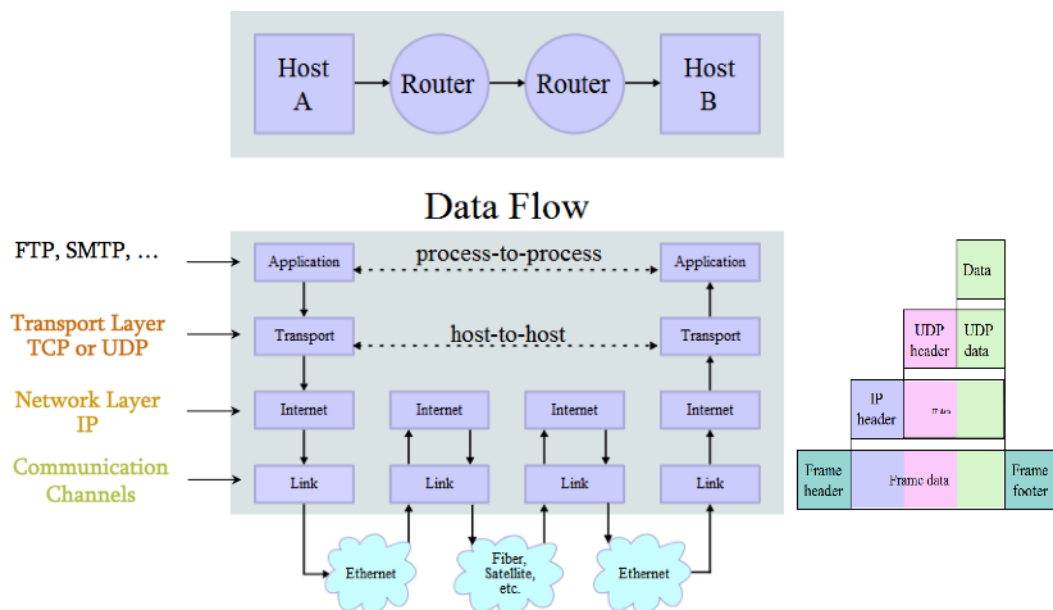 Host
A
Router
Router
Host
B
Data Flow
FTP, SMTP, …
Application
process-to-process
Application
Transport Layer
TCP or UDP
Transport
host-to-host
Transport
Network Layer
IP
Internet
Internet
Internet
Internet
Communication
Channels
Link
Link
Link
Link
Ethernet
Fiber,
Satellite,
etc.
Ethernet
Data
UDP
header
UDP
data
IP
header
IP data
Frame
header
Frame data
Frame
footer